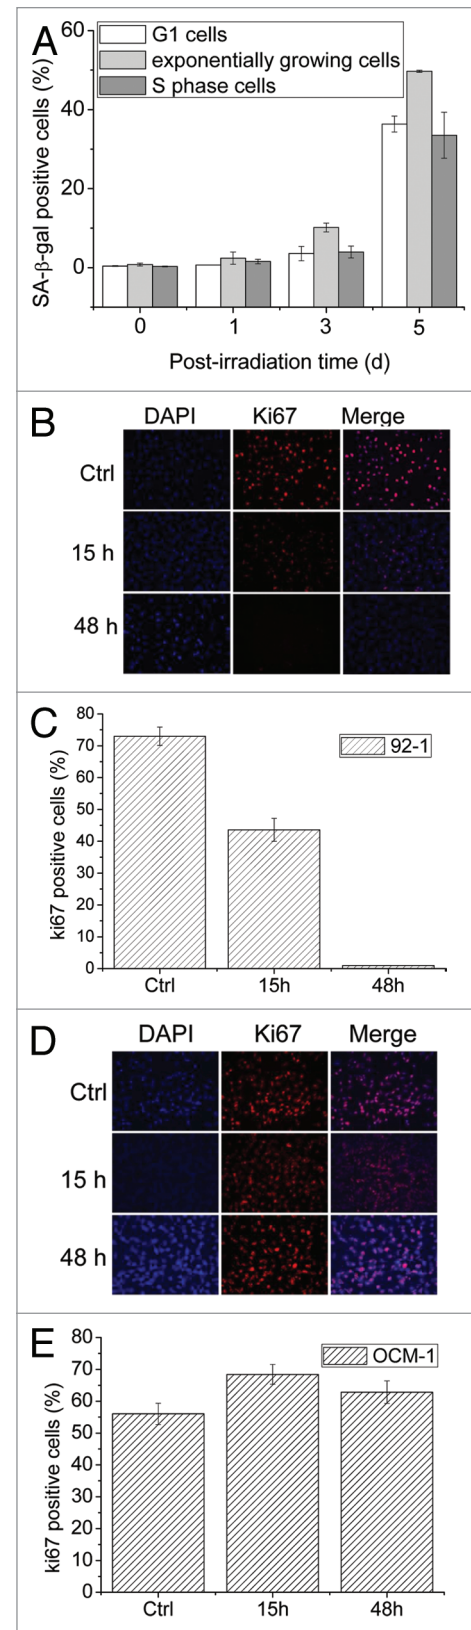 A
60
40
20
0
SA-β-gal positive cells (%)
G1 cells
exponentially growing cells
S phase cells
0 1 3 5
Post-irradiation time (d)
B
DAPI Ki67 Merge
Ctrl
15 h
48 h
C
80
70
60
50
40
30
20
10
0
ki67 positive cells (%)
92-1
Ctrl 15h 48h
D
DAPI Ki67 Merge
Ctrl
15 h
48 h
E
80
70
60
50
40
30
20
10
0
ki67 positive cells (%)
OCM-1
Ctrl 15h 48h